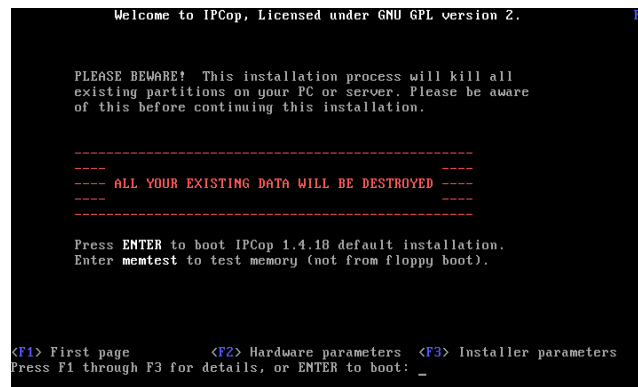 Welcome to IPCop, Licensed under GNU GPL version 2.
PLEASE BEWARE! This installation process will kill all
existing partitions on your PC or server. Please be aware
of this before continuing this installation.
--------------------------------------------------
---- ----
---- ALL YOUR EXISTING DATA WILL BE DESTROYED ----
---- ----
--------------------------------------------------
Press ENTER to boot IPCop 1.4.18 default installation.
Enter memtest to test memory (not from floppy boot).
<F1> First page <F2> Hardware parameters <F3> Installer parameters
Press F1 through F3 for details, or ENTER to boot: _